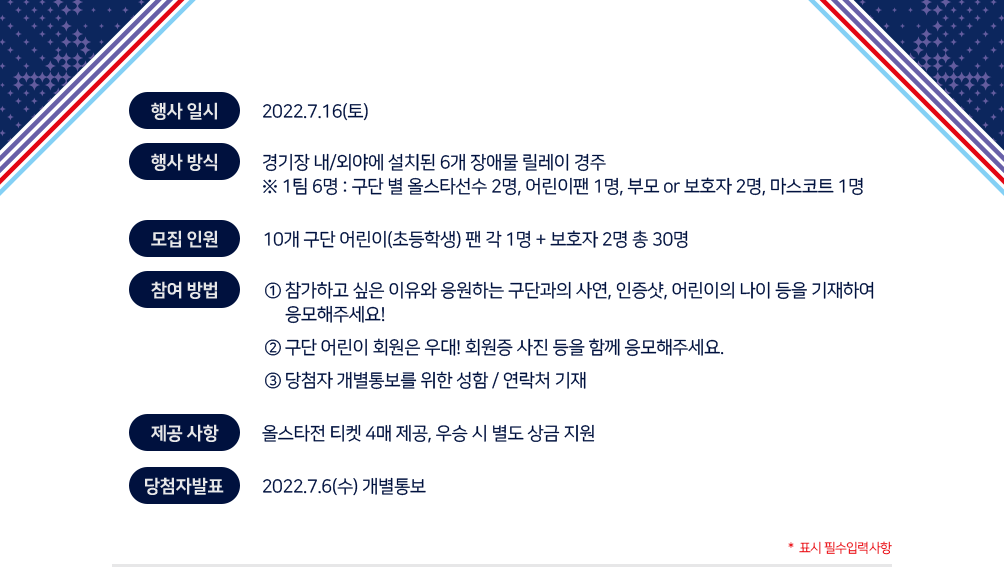 행사 일시
2022.7.16(토)
행사 방식
경기장 내/외야에 설치된 6개 장애물 릴레이 경주
※ 1팀 6명 : 구단 별 올스타선수 2명, 어린이팬 1명, 부모 or 보호자 2명, 마스코트 1명
모집 인원
10개 구단 어린이(초등학생) 팬 각 1명 + 보호자 2명 총 30명
참여 방법
① 참가하고 싶은 이유와 응원하는 구단과의 사연, 인증샷, 어린이의 나이 등을 기재하여
응모해주세요!
② 구단 어린이 회원은 우대! 회원증 사진 등을 함께 응모해주세요.
③ 당첨자 개별통보를 위한 성함 / 연락처 기재
제공 사항
올스타전 티켓 4매 제공, 우승 시 별도 상금 지원
당첨자발표
2022.7.6(수) 개별통보
* 표시 필수입력사항